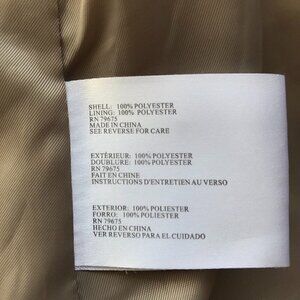 SHELL: 100% POLYESTER
LINING: 100% POLYESTER
RN 79675
MADE IN CHINA
SEE REVERSE FOR CARE
EXTÉRIEUR: 100% POLYESTER
DOUBLURE: 100% POLYESTER
RN 79675
FAIT EN CHINE
INSTRUCTIONS D'ENTRETIEN AU VERSO
EXTERIOR: 100% POLIESTER
FORRO: 100% POLIESTER
RN 79675
HECHO EN CHINA
VER REVERSO PARA EL CUIDADO